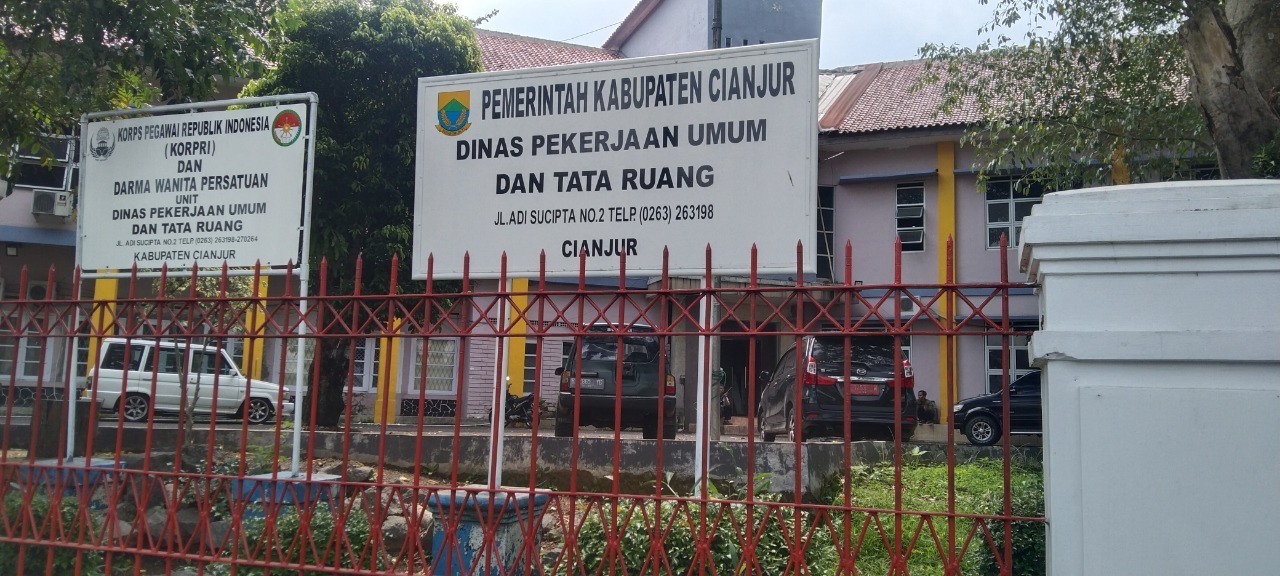 KORPS PEGAWAI REPUBLIK INDONESIA
(KORPRI)
DAN
DARMA WANITA PERSATUAN
UNIT
DINAS PEKERJAAN UMUM
DAN TATA RUANG
JL. ADI SUCIPTA NO.2 TELP. (0263) 263198-270264
KABUPATEN CIANJUR
PEMERINTAH KABUPATEN CIANJUR
DINAS PEKERJAAN UMUM
DAN TATA RUANG
JL.ADI SUCIPTA NO.2 TELP. (0263) 263198
CIANJUR